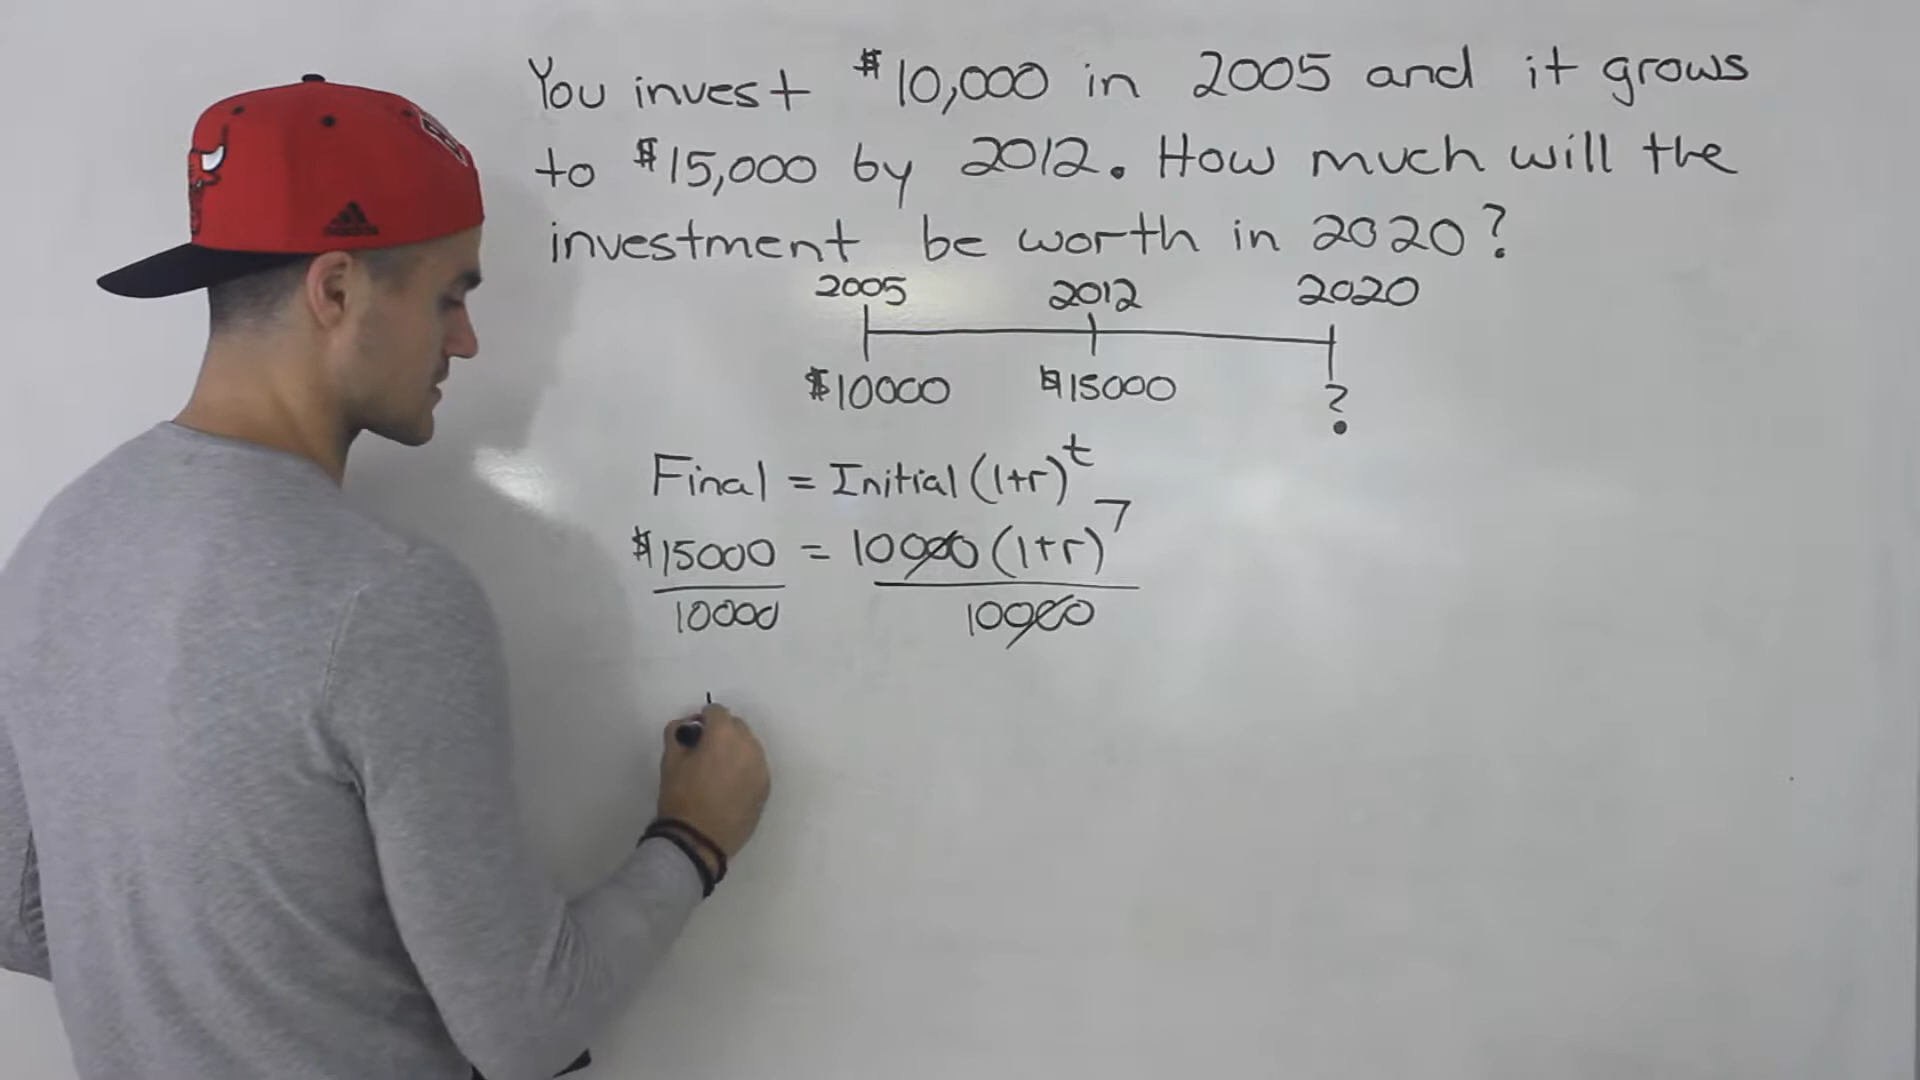 You invest $10,000 in 2005 and it grows
to $15,000 by 2012. How much will the
investment be worth in 2020?
2005 2012 2020
$10000 $15000 ?
Final = Initial (1+r)^t
$15000 = 10000 (1+r)^7
10000 10000